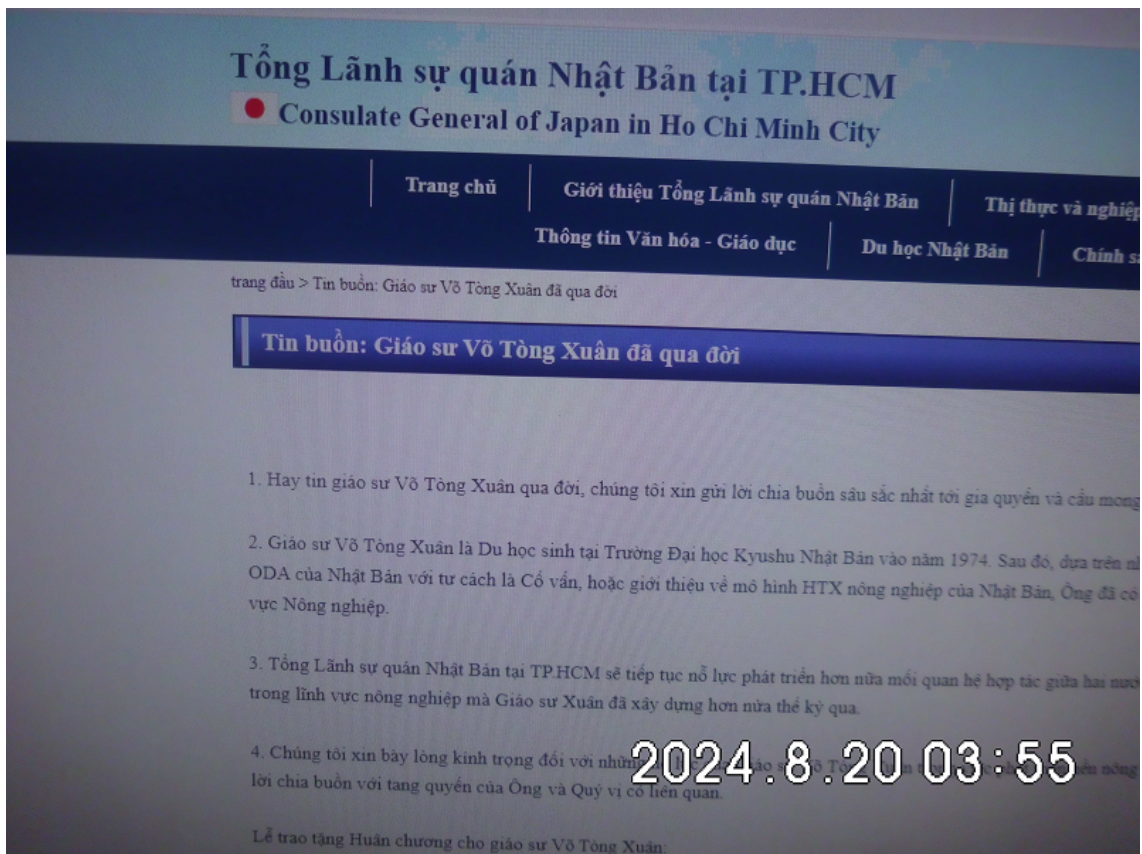 Tổng Lãnh sự quán Nhật Bản tại TP.HCM
Consulate General of Japan in Ho Chi Minh City
Trang chủ
Giới thiệu Tổng Lãnh sự quán Nhật Bản
Thị thực và nghiệp
Thông tin Văn hóa - Giáo dục
Du học Nhật Bản
Chính
trang đầu > Tin buồn: Giáo sư Võ Tòng Xuân đã qua đời
Tin buồn: Giáo sư Võ Tòng Xuân đã qua đời
1. Hay tin giáo sư Võ Tòng Xuân qua đời, chúng tôi xin gửi lời chia buồn sâu sắc nhất tới gia quyến và cầu mong
2. Giáo sư Võ Tòng Xuân là Du học sinh tại Trường Đại học Kyushu Nhật Bản vào năm 1974. Sau đó, dựa trên
ODA của Nhật Bản với tư cách là Cố vấn, hoặc giới thiệu về mô hình HTX nông nghiệp của Nhật Bản, Ông đã có
vực Nông nghiệp.
3. Tổng Lãnh sự quán Nhật Bản tại TP.HCM sẽ tiếp tục nỗ lực phát triển hơn nữa mối quan hệ hợp tác giữa hai
trong lĩnh vực nông nghiệp mà Giáo sư Xuân đã xây dựng hơn nửa thế kỷ qua.
4. Chúng tôi xin bày lòng kính trọng đối với những
nông
lời chia buồn với tang quyến của Ông và Quý vị có liên quan.
2024.8.20 03:55
Lễ trao tặng Huân chương cho giáo sư Võ Tòng Xuân: